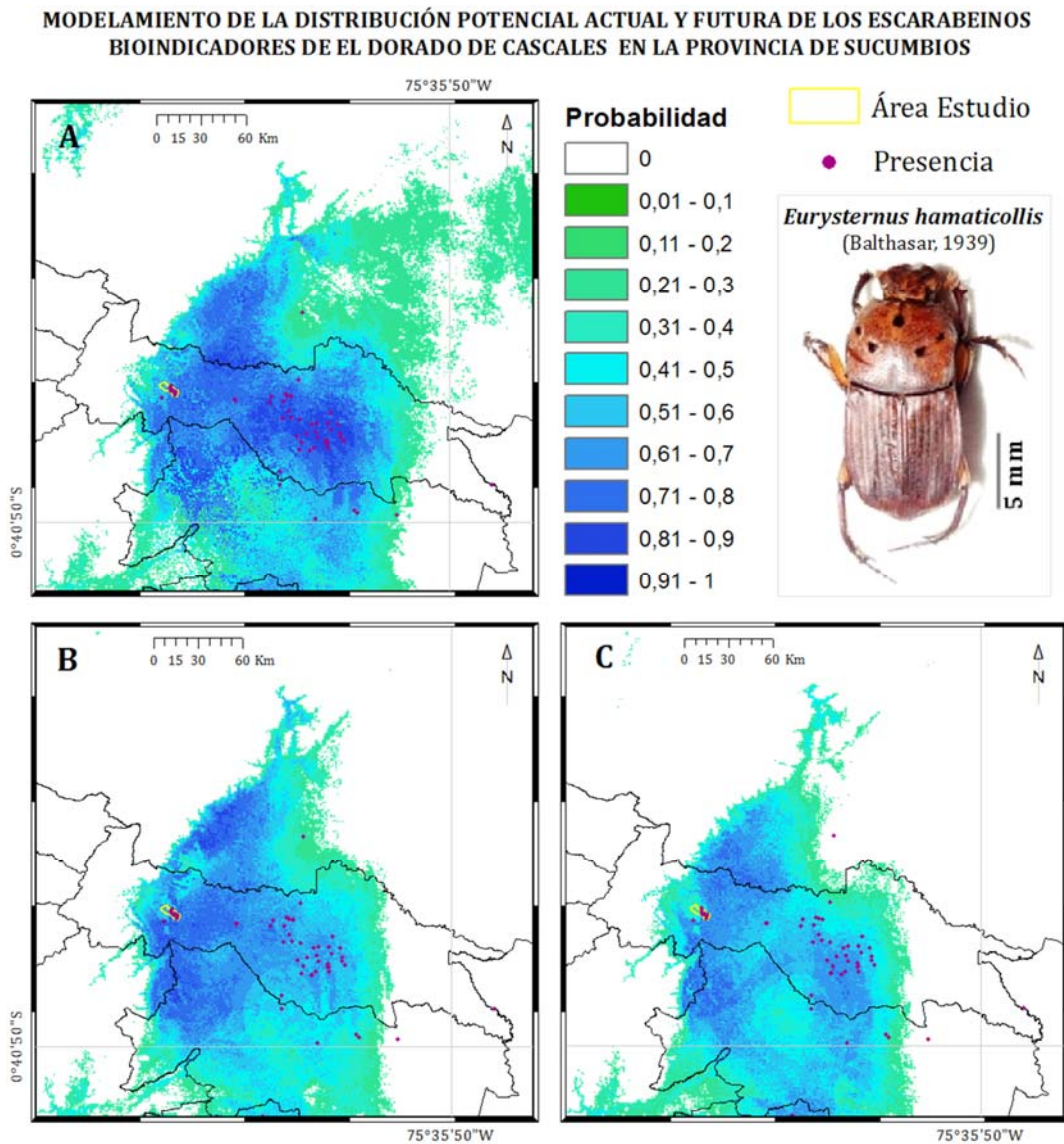 MODELAMIENTO DE LA DISTRIBUCIÓN POTENCIAL ACTUAL Y FUTURA DE LOS ESCARABEINOS
BIOINDICADORES DE EL DORADO DE CASCALES EN LA PROVINCIA DE SUCUMBIOS
75°35'50"W
A
0 15 30 60 Km
N
0°40'50"S
Probabilidad
0
0,01 - 0,1
0,11 - 0,2
0,21 - 0,3
0,31 - 0,4
0,41 - 0,5
0,51 - 0,6
0,61 - 0,7
0,71 - 0,8
0,81 - 0,9
0,91 - 1
Área Estudio
Presencia
Eurysternus hamaticollis
(Balthasar, 1939)
5 mm
B
0 15 30 60 Km
N
0°40'50"S
75°35'50"W
C
0 15 30 60 Km
N
75°35'50"W